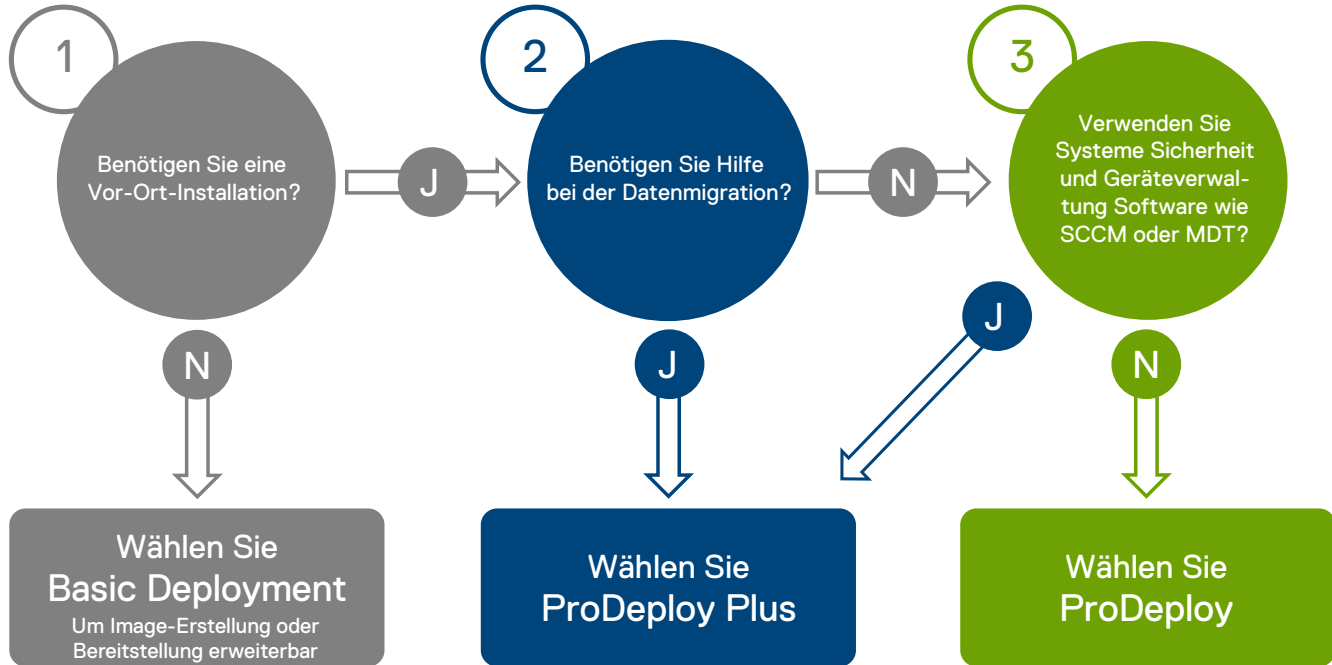 1
Benötigen Sie eine
Vor-Ort-Installation?
J
2
Benötigen Sie Hilfe
bei der Datenmigration?
N
3
Verwenden Sie
Systeme Sicherheit
und Geräteverwal-
tung Software wie
SCCM oder MDT?
N
J
J
N
Wählen Sie
Basic Deployment
Um Image-Erstellung oder
Bereitstellung erweiterbar
Wählen Sie
ProDeploy Plus
Wählen Sie
ProDeploy